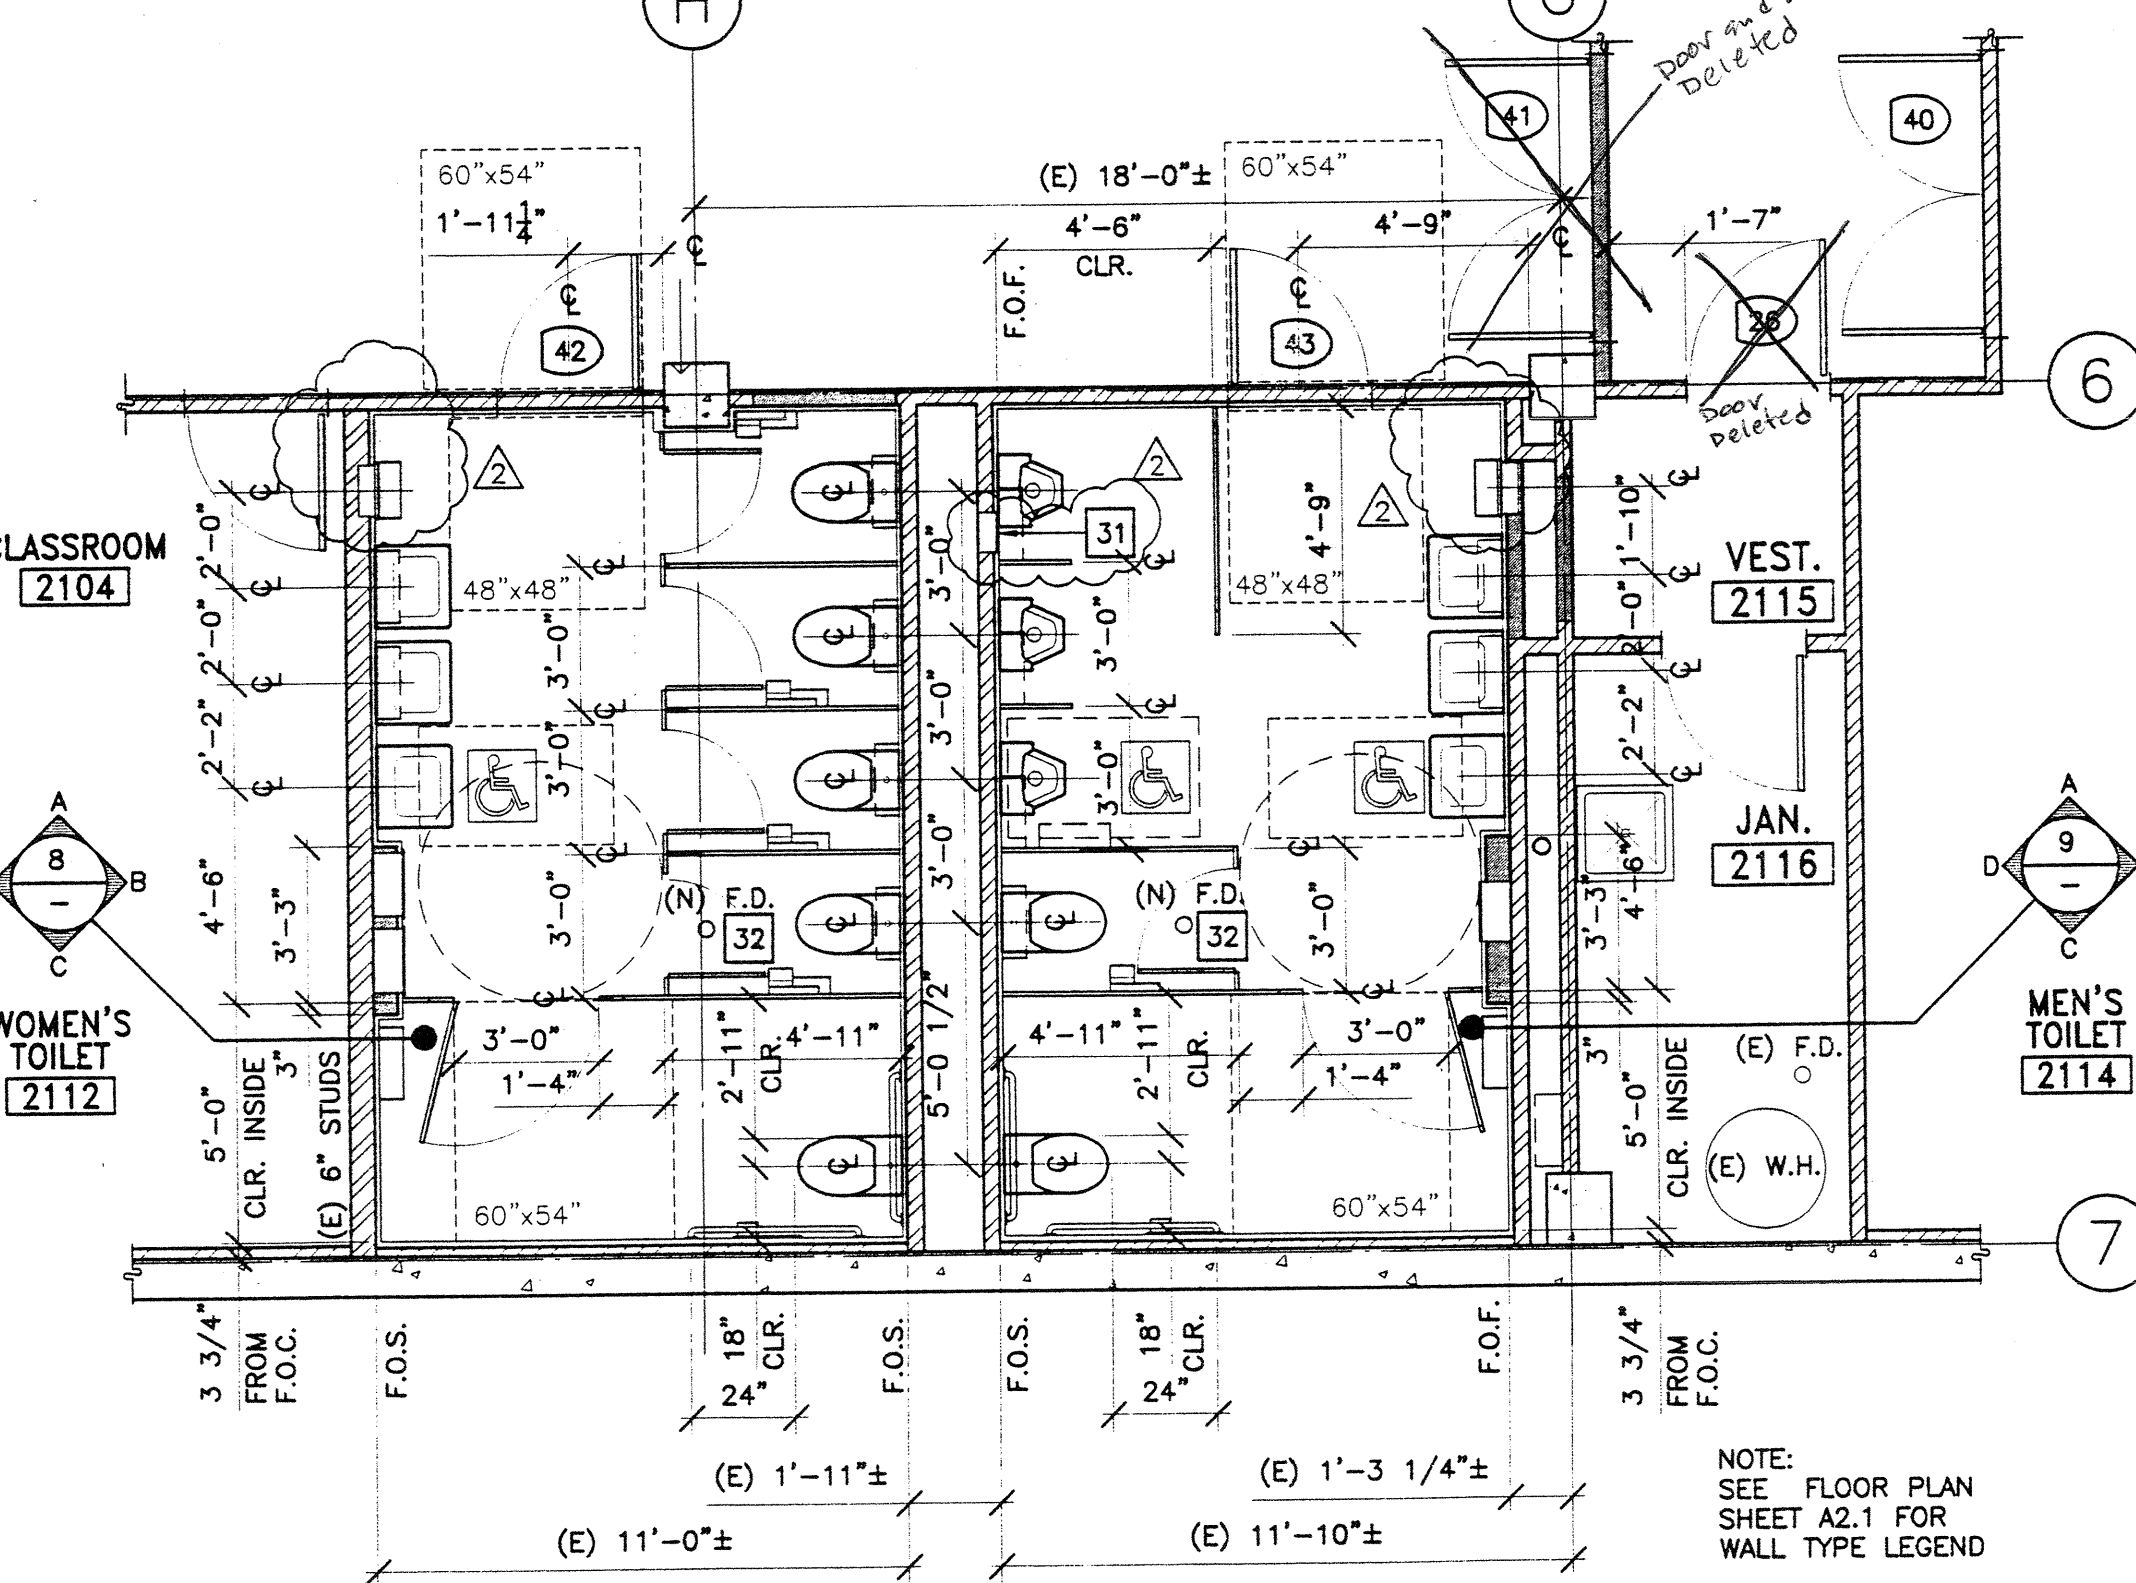 H
Door and
Deleted
41
40
60"x54"
(E) 18'-0"±
60"x54"
1'-11 1/4"
4'-6"
CLR.
4'-9"
1'-7"
℄
℄
F.O.F.
℄
℄
42
43
26
6
Door
Deleted
2
2
2
℄
℄
℄
℄
2'-0"
3'-0"
31
4'-9"
1'-10"
CLASSROOM
2104
VEST.
2115
48"x48"
48"x48"
℄
℄
℄
℄
2'-0"
3'-0"
℄
℄
3'-0"
2'-0"
℄
℄
℄
℄
2'-2"
3'-0"
3'-0"
3'-0"
2'-2"
℄
℄
℄
℄
A
8
-
B
C
JAN.
2116
A
9
-
D
C
4'-6"
3'-3"
3'-0"
℄
(N) F.D.
32
℄
3'-0"
℄
(N) F.D.
32
℄
3'-0"
3'-3"
4'-6"
WOMEN'S
TOILET
2112
MEN'S
TOILET
2114
℄
℄
3'-0"
1'-4"
2'-11"
CLR.
4'-11"
5'-0 1/2"
4'-11"
2'-11"
CLR.
3'-0"
1'-4"
3"
3"
(E) F.D.
5'-0"
CLR. INSIDE
(E) 6" STUDS
5'-0"
CLR. INSIDE
℄
℄
(E) W.H.
60"x54"
60"x54"
7
3 3/4"
FROM
F.O.C.
F.O.S.
18"
CLR.
24"
F.O.S.
F.O.S.
18"
CLR.
24"
F.O.F.
3 3/4"
FROM
F.O.C.
(E) 1'-11"±
(E) 1'-3 1/4"±
(E) 11'-0"±
(E) 11'-10"±
NOTE:
SEE FLOOR PLAN
SHEET A2.1 FOR
WALL TYPE LEGEND